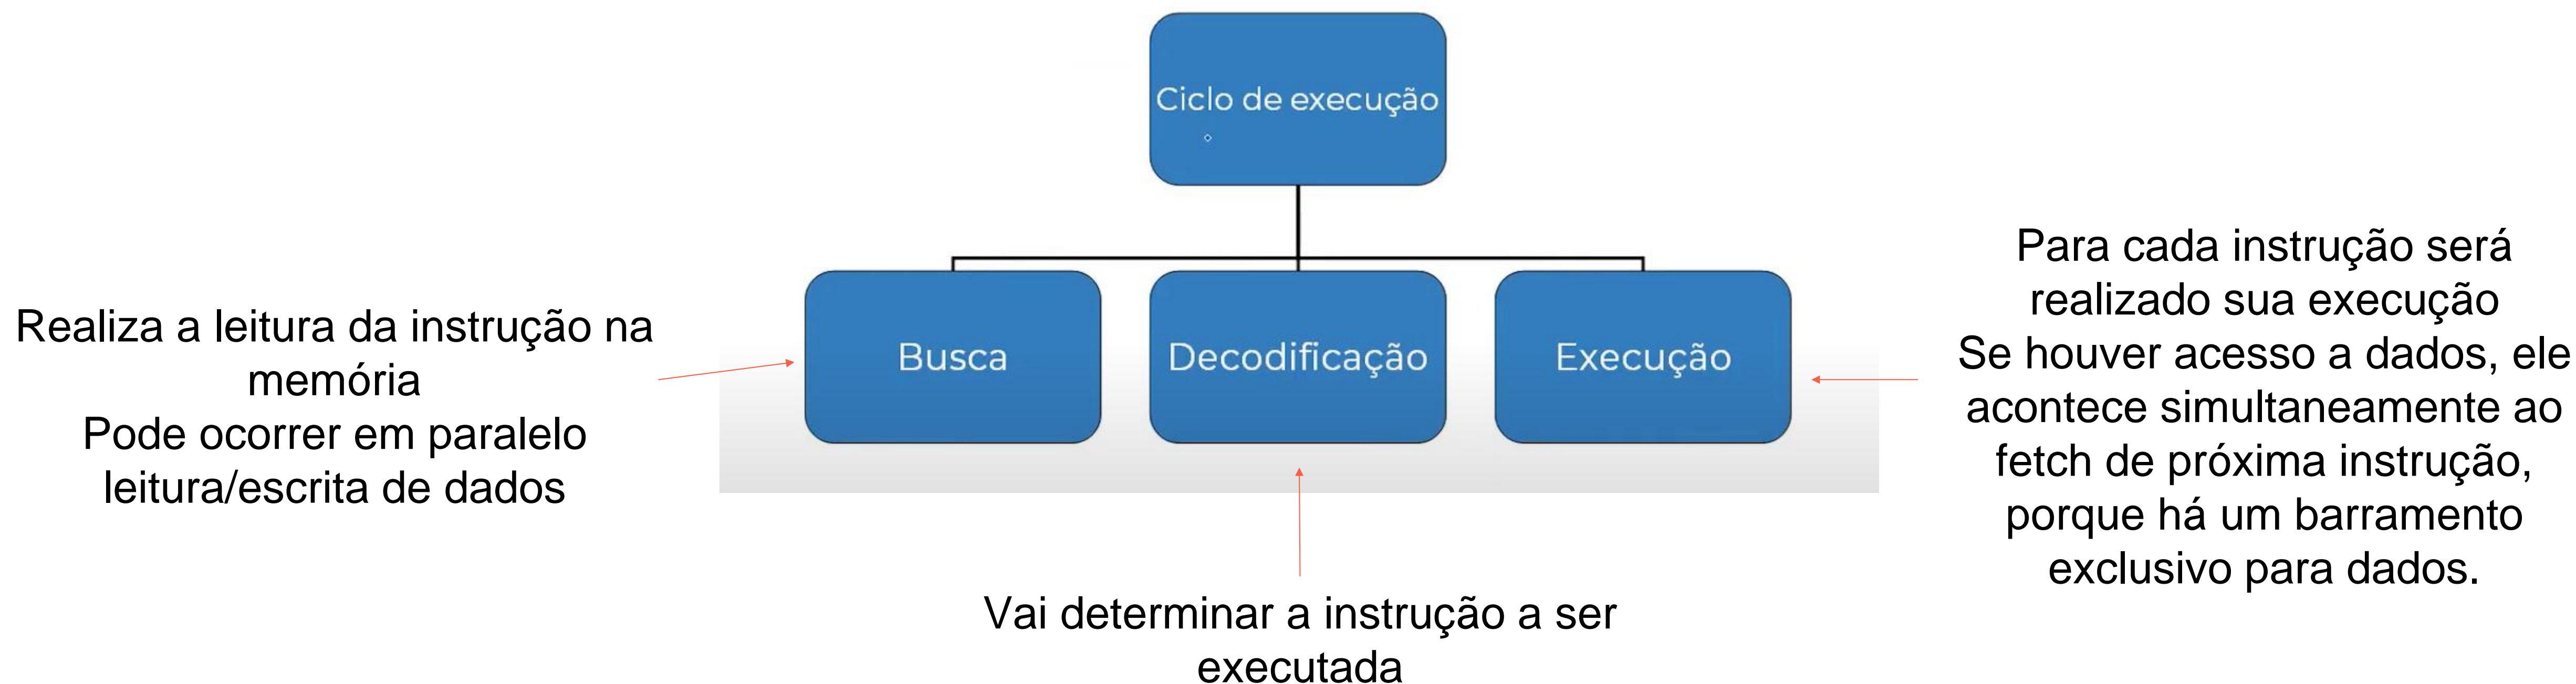 Ciclo de execução
Realiza a leitura da instrução na
memória
Pode ocorrer em paralelo
leitura/escrita de dados
Busca
Decodificação
Execução
Para cada instrução será
realizado sua execução
Se houver acesso a dados, ele
acontece simultaneamente ao
fetch de próxima instrução,
porque há um barramento
exclusivo para dados.
Vai determinar a instrução a ser
executada